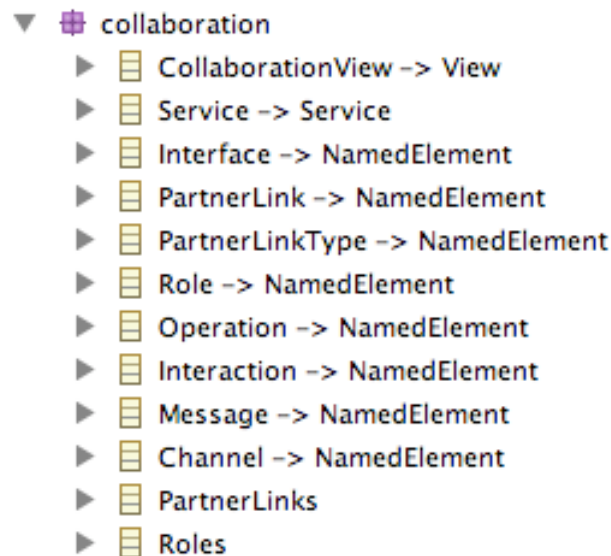 collaboration
CollaborationView -> View
Service -> Service
Interface -> NamedElement
PartnerLink -> NamedElement
PartnerLinkType -> NamedElement
Role -> NamedElement
Operation -> NamedElement
Interaction -> NamedElement
Message -> NamedElement
Channel -> NamedElement
PartnerLinks
Roles